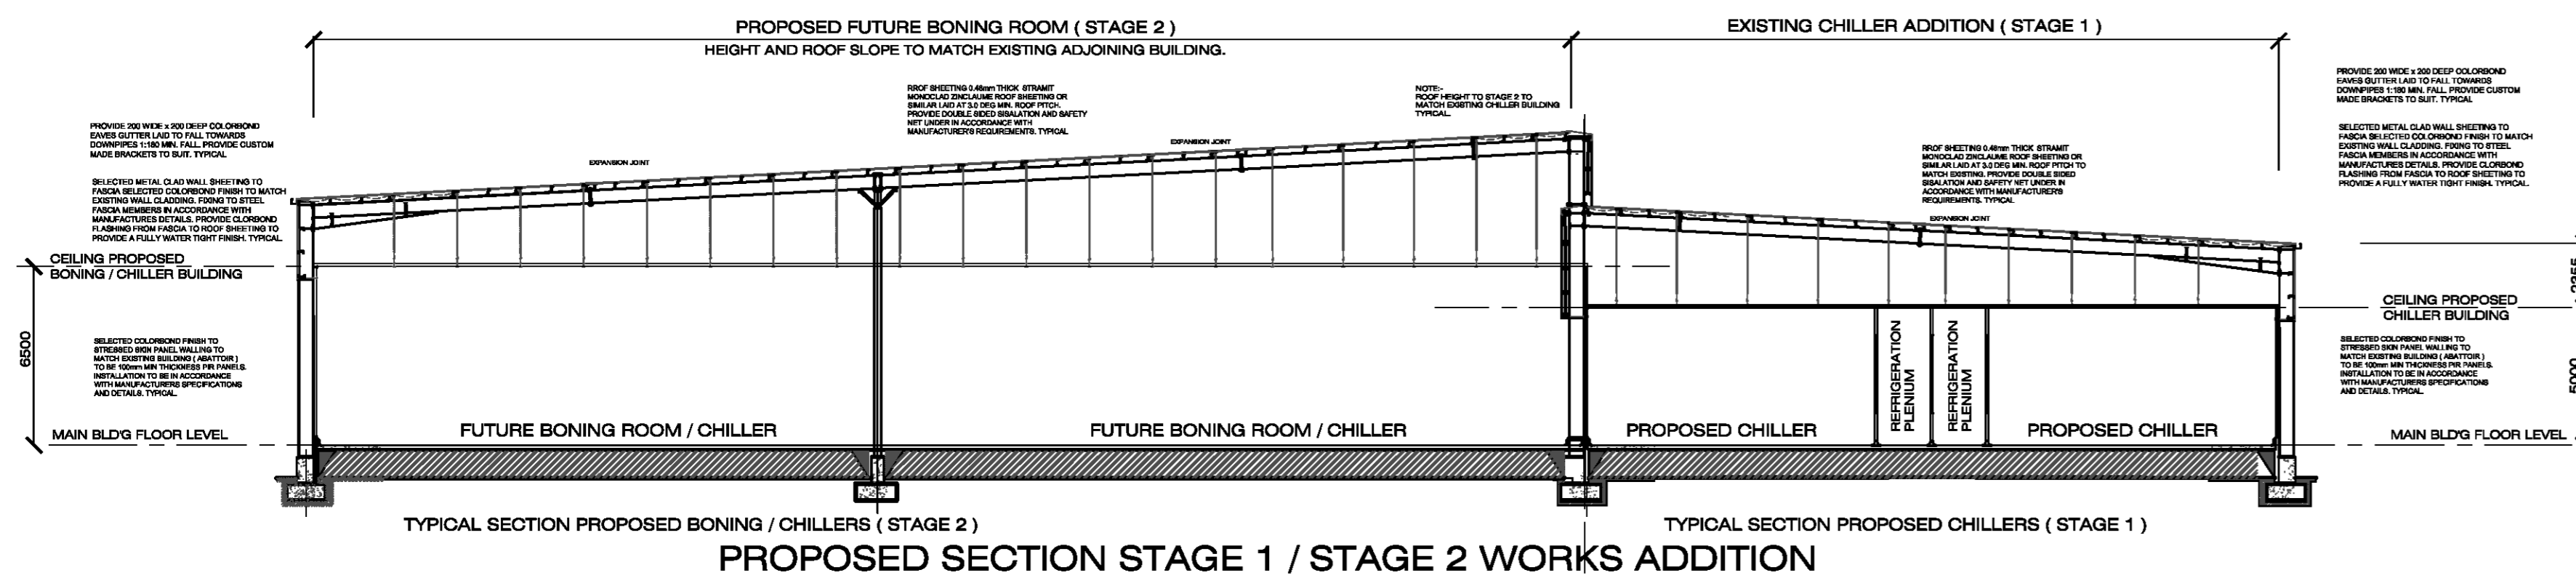 PROPOSED FUTURE BONING ROOM ( STAGE 2 )
HEIGHT AND ROOF SLOPE TO MATCH EXISTING ADJOINING BUILDING.
EXISTING CHILLER ADDITION ( STAGE 1 )
PROVIDE 200 WIDE x 200 DEEP COLORBOND
EAVES GUTTER LAID TO FALL TOWARDS
DOWNPIPES 1:180 MIN. FALL. PROVIDE CUSTOM
MADE BRACKETS TO SUIT. TYPICAL
SELECTED METAL CLAD WALL SHEETING TO
FASCIA SELECTED COLORBOND FINISH TO MATCH
EXISTING WALL CLADDING. FIXING TO STEEL
FASCIA MEMBERS IN ACCORDANCE WITH
MANUFACTURES DETAILS. PROVIDE CLORBOND
FLASHING FROM FASCIA TO ROOF SHEETING TO
PROVIDE A FULLY WATER TIGHT FINISH. TYPICAL
CEILING PROPOSED
BONING / CHILLER BUILDING
6500
SELECTED COLORBOND FINISH TO
STRESSED SKIN PANEL WALLING TO
MATCH EXISTING BUILDING ( ABATTOIR )
TO BE 100mm MIN THICKNESS PIR PANELS.
INSTALLATION TO BE IN ACCORDANCE
WITH MANUFACTURERS SPECIFICATIONS
AND DETAILS. TYPICAL
MAIN BLD'G FLOOR LEVEL
EXPANSION JOINT
RROF SHEETING 0.48mm THICK STRAMIT
MONOCLAD ZINCLAUME ROOF SHEETING OR
SIMILAR LAID AT 3.0 DEG MIN. ROOF PITCH.
PROVIDE DOUBLE SIDED SISALATION AND SAFETY
NET UNDER IN ACCORDANCE WITH
MANUFACTURER'S REQUIREMENTS. TYPICAL
EXPANSION JOINT
NOTE:-
ROOF HEIGHT TO STAGE 2 TO
MATCH EXISTING CHILLER BUILDING
TYPICAL.
FUTURE BONING ROOM / CHILLER
FUTURE BONING ROOM / CHILLER
RROF SHEETING 0.48mm THICK STRAMIT
MONOCLAD ZINCLAUME ROOF SHEETING OR
SIMILAR LAID AT 3.0 DEG MIN. ROOF PITCH TO
MATCH EXISTING. PROVIDE DOUBLE SIDED
SISALATION AND SAFETY NET UNDER IN
ACCORDANCE WITH MANUFACTURER'S
REQUIREMENTS. TYPICAL
EXPANSION JOINT
PROPOSED CHILLER
REFRIGERATION
PLENIUM
REFRIGERATION
PLENIUM
PROPOSED CHILLER
PROVIDE 200 WIDE x 200 DEEP COLORBOND
EAVES GUTTER LAID TO FALL TOWARDS
DOWNPIPES 1:180 MIN. FALL. PROVIDE CUSTOM
MADE BRACKETS TO SUIT. TYPICAL
SELECTED METAL CLAD WALL SHEETING TO
FASCIA SELECTED COLORBOND FINISH TO MATCH
EXISTING WALL CLADDING. FIXING TO STEEL
FASCIA MEMBERS IN ACCORDANCE WITH
MANUFACTURES DETAILS. PROVIDE CLORBOND
FLASHING FROM FASCIA TO ROOF SHEETING TO
PROVIDE A FULLY WATER TIGHT FINISH. TYPICAL.
CEILING PROPOSED
CHILLER BUILDING
SELECTED COLORBOND FINISH TO
STRESSED SKIN PANEL WALLING TO
MATCH EXISTING BUILDING ( ABATTOIR )
TO BE 100mm MIN THICKNESS PIR PANELS.
INSTALLATION TO BE IN ACCORDANCE
WITH MANUFACTURERS SPECIFICATIONS
AND DETAILS. TYPICAL
MAIN BLD'G FLOOR LEVEL
TYPICAL SECTION PROPOSED BONING / CHILLERS ( STAGE 2 )
TYPICAL SECTION PROPOSED CHILLERS ( STAGE 1 )
PROPOSED SECTION STAGE 1 / STAGE 2 WORKS ADDITION